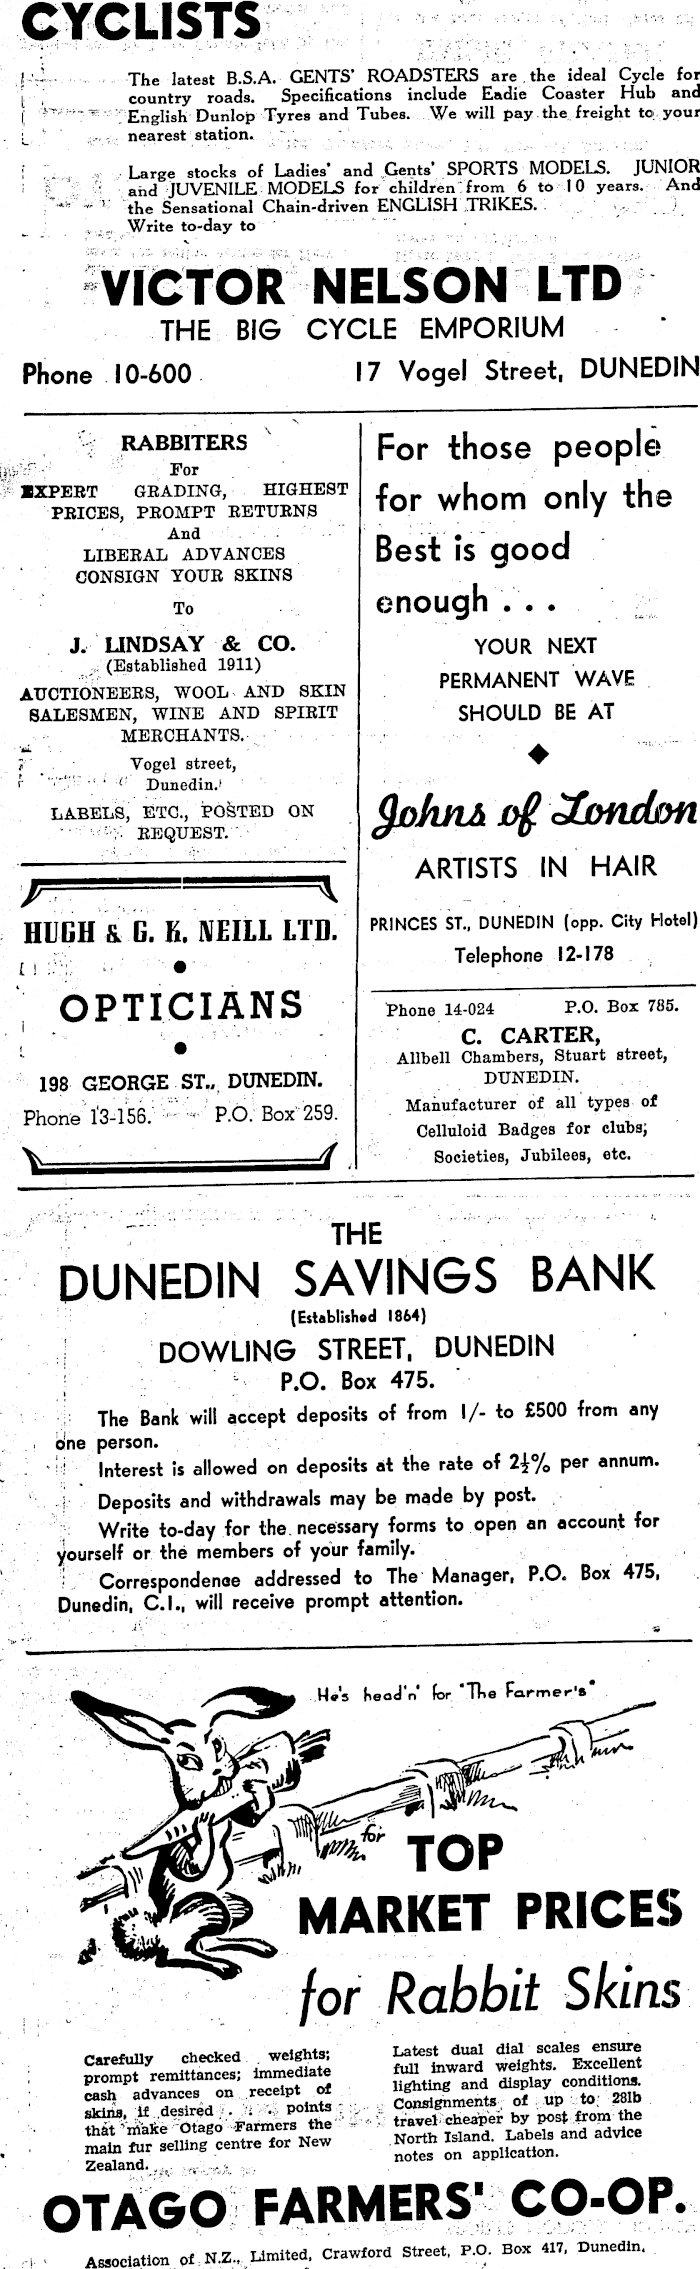 CYCLISTS
The latest B.S.A. GENTS' ROADSTERS are the ideal Cycle for
country roads. Specifications include Eadie Coaster Hub and
English Dunlop Tyres and Tubes. We will pay the freight to your
nearest station.
Large stocks of Ladies' and Gents' SPORTS MODELS. JUNIOR
and JUVENILE MODELS for children from 6 to 10 years. And
the Sensational Chain-driven ENGLISH TRIKES.
Write to-day to
VICTOR NELSON LTD
THE BIG CYCLE EMPORIUM
Phone 10-600 17 Vogel Street, DUNEDIN
RABBITERS
For
EXPERT GRADING, HIGHEST
PRICES, PROMPT RETURNS
And
LIBERAL ADVANCES
CONSIGN YOUR SKINS
To
J. LINDSAY & CO.
(Established 1911)
AUCTIONEERS, WOOL AND SKIN
SALESMEN, WINE AND SPIRIT
MERCHANTS.
Vogel street,
Dunedin.
LABELS, ETC., POSTED ON
REQUEST.
HUGH & G. K. NEILL LTD.
OPTICIANS
198 GEORGE ST., DUNEDIN.
Phone 13-156. P.O. Box 259.
For those people
for whom only the
Best is good
enough . . .
YOUR NEXT
PERMANENT WAVE
SHOULD BE AT
Johns of London
ARTISTS IN HAIR
PRINCES ST., DUNEDIN (opp. City Hotel)
Telephone 12-178
Phone 14-024 P.O. Box 785.
C. CARTER,
Allbell Chambers, Stuart street,
DUNEDIN.
Manufacturer of all types of
Celluloid Badges for clubs;
Societies, Jubilees, etc.
THE
DUNEDIN SAVINGS BANK
(Established 1864)
DOWLING STREET, DUNEDIN
P.O. Box 475.
The Bank will accept deposits of from 1/- to £500 from any
one person.
Interest is allowed on deposits at the rate of 2½% per annum.
Deposits and withdrawals may be made by post.
Write to-day for the necessary forms to open an account for
yourself or the members of your family.
Correspondence addressed to The Manager, P.O. Box 475,
Dunedin, C.1., will receive prompt attention.
He's head'n' for "The Farmer's"
for TOP
MARKET PRICES
for Rabbit Skins
Carefully checked weights;
prompt remittances; immediate
cash advances on receipt of
skins, if desired . . . points
that make Otago Farmers the
main fur selling centre for New
Zealand.
Latest dual dial scales ensure
full inward weights. Excellent
lighting and display conditions.
Consignments of up to 28lb
travel cheaper by post from the
North Island. Labels and advice
notes on application.
OTAGO FARMERS' CO-OP.
Association of N.Z., Limited, Crawford Street, P.O. Box 417, Dunedin.